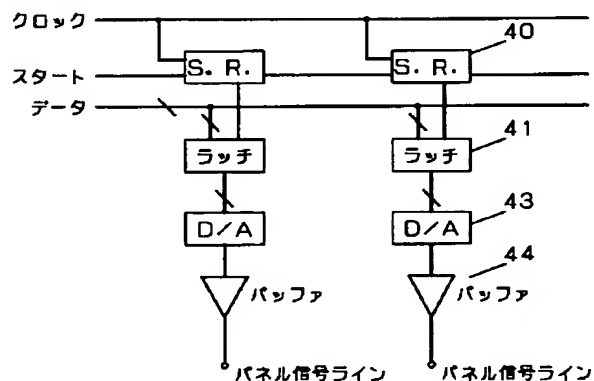 クロック
S. R.
S. R.
40
スタート
データ
ラッチ
ラッチ
41
D/A
D/A
43
バッファ
バッファ
44
パネル信号ライン
パネル信号ライン